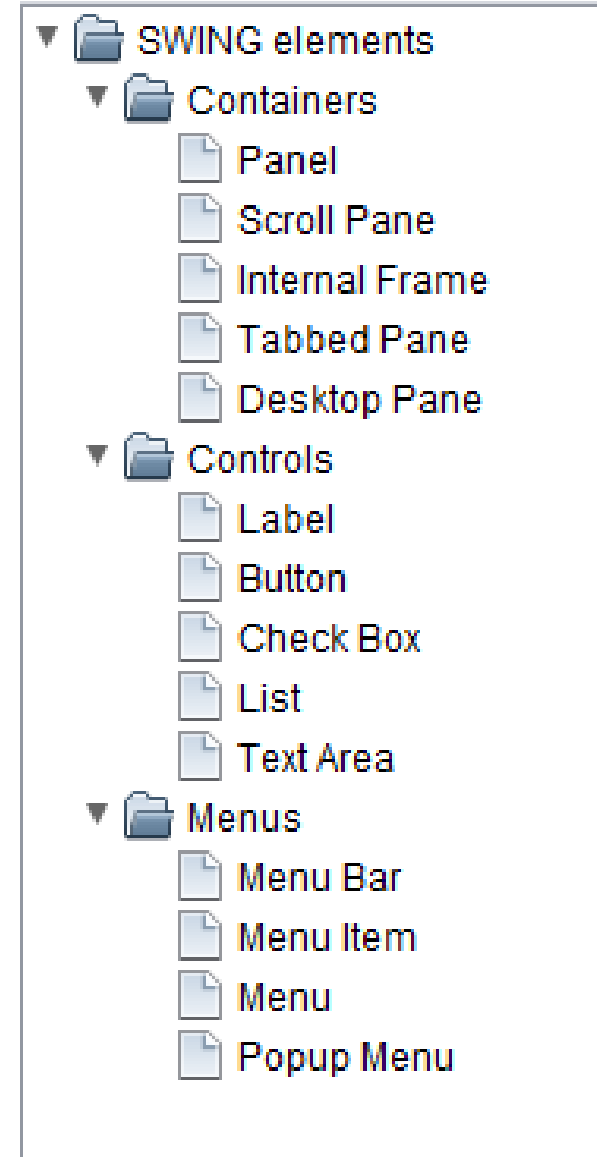 SWING elements
Containers
Panel
Scroll Pane
Internal Frame
Tabbed Pane
Desktop Pane
Controls
Label
Button
Check Box
List
Text Area
Menus
Menu Bar
Menu Item
Menu
Popup Menu